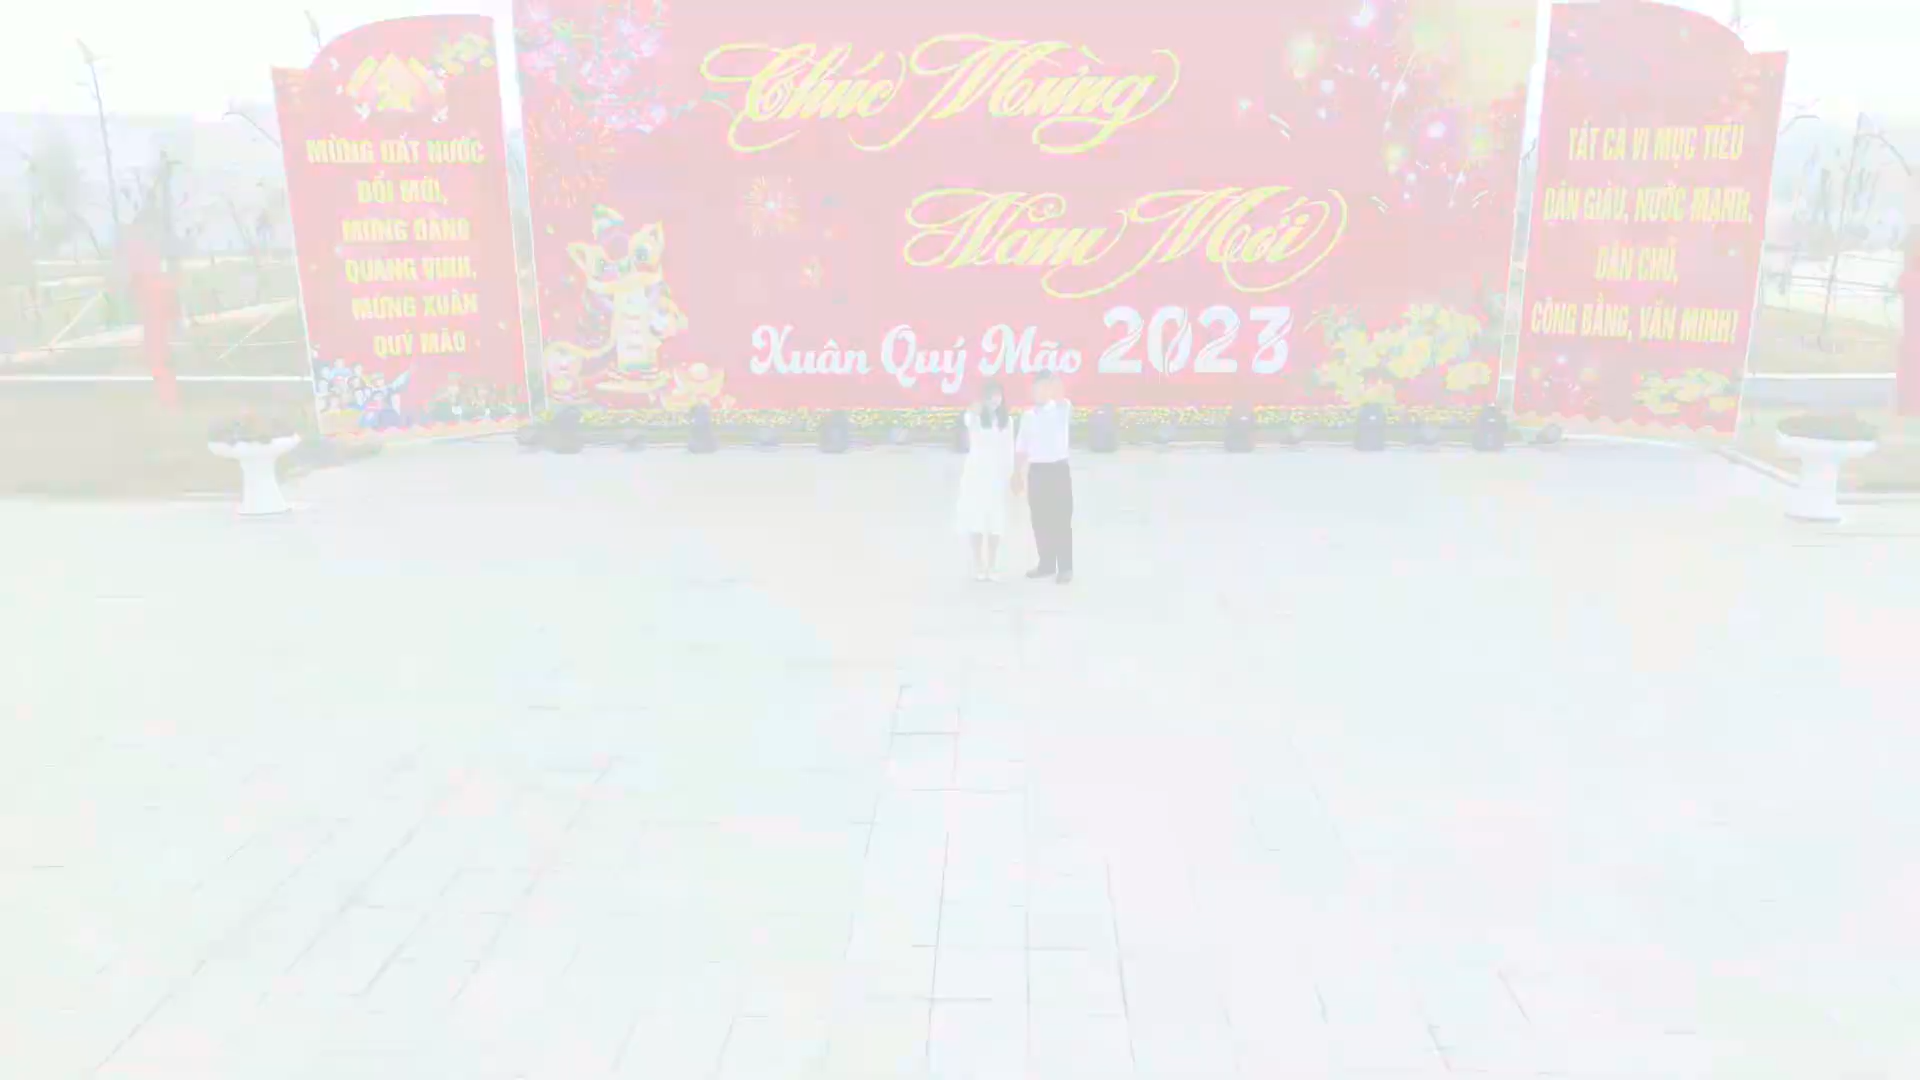 MỪNG ĐẤT NƯỚC
ĐỔI MỚI,
MỪNG ĐẢNG
QUANG VINH,
MỪNG XUÂN
QUÝ MÃO
Chúc Mừng
Năm Mới
Xuân Quý Mão 2023
TẤT CẢ VÌ MỤC TIÊU
DÂN GIÀU, NƯỚC MẠNH,
DÂN CHỦ,
CÔNG BẰNG, VĂN MINH!